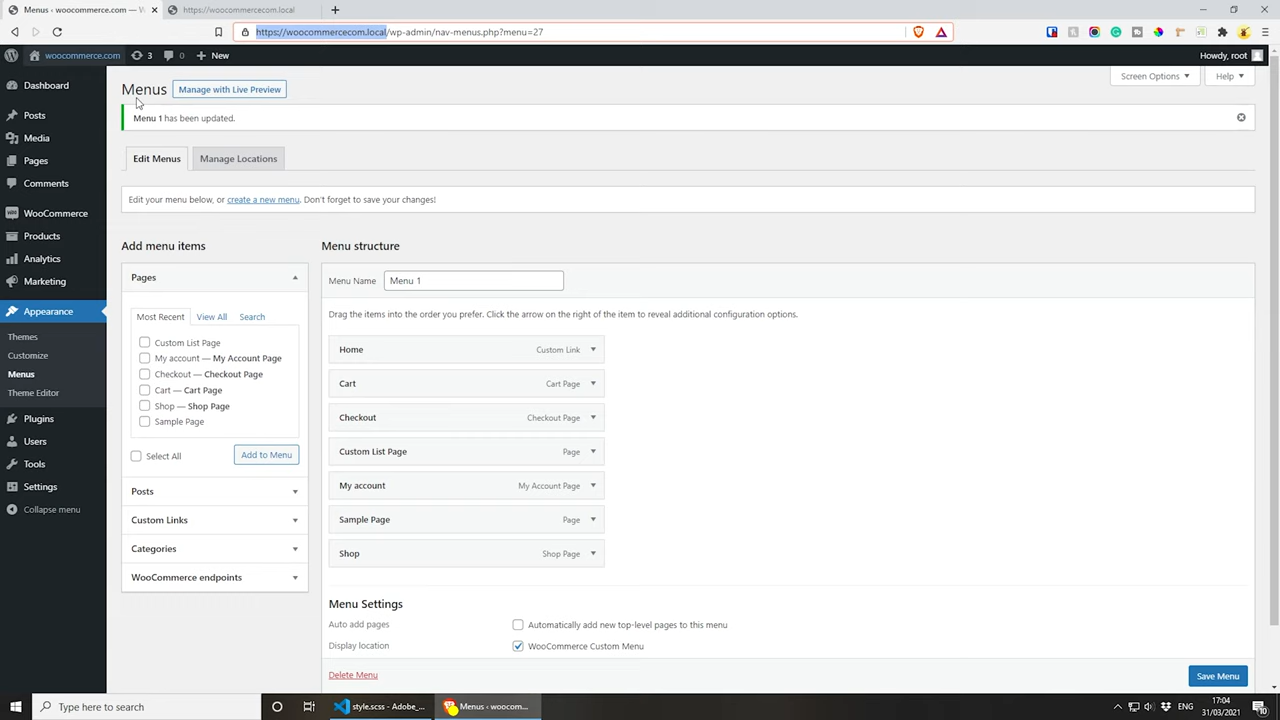 Menus ‹ woocommerce.com —
https://woocommercecom.local
https://woocommercecom.local/wp-admin/nav-menus.php?menu=27
woocommerce.com
3
0
New
Howdy, root
Dashboard
Posts
Media
Pages
Comments
WooCommerce
Products
Analytics
Marketing
Appearance
Themes
Customize
Menus
Theme Editor
Plugins
Users
Tools
Settings
Collapse menu
Menus
Manage with Live Preview
Screen Options
Help
Menu 1 has been updated.
Edit Menus
Manage Locations
Edit your menu below, or create a new menu. Don't forget to save your changes!
Add menu items
Pages
Most Recent
View All
Search
Custom List Page
My account — My Account Page
Checkout — Checkout Page
Cart — Cart Page
Shop — Shop Page
Sample Page
Select All
Add to Menu
Posts
Custom Links
Categories
WooCommerce endpoints
Menu structure
Menu Name
Menu 1
Drag the items into the order you prefer. Click the arrow on the right of the item to reveal additional configuration options.
Home Custom Link
Cart Cart Page
Checkout Checkout Page
Custom List Page Page
My account My Account Page
Sample Page Page
Shop Shop Page
Menu Settings
Auto add pages
Automatically add new top-level pages to this menu
Display location
WooCommerce Custom Menu
Delete Menu
Save Menu
Type here to search
style.scss - Adobe_...
Menus ‹ woocom...
ENG
17:04
31/03/2021
10